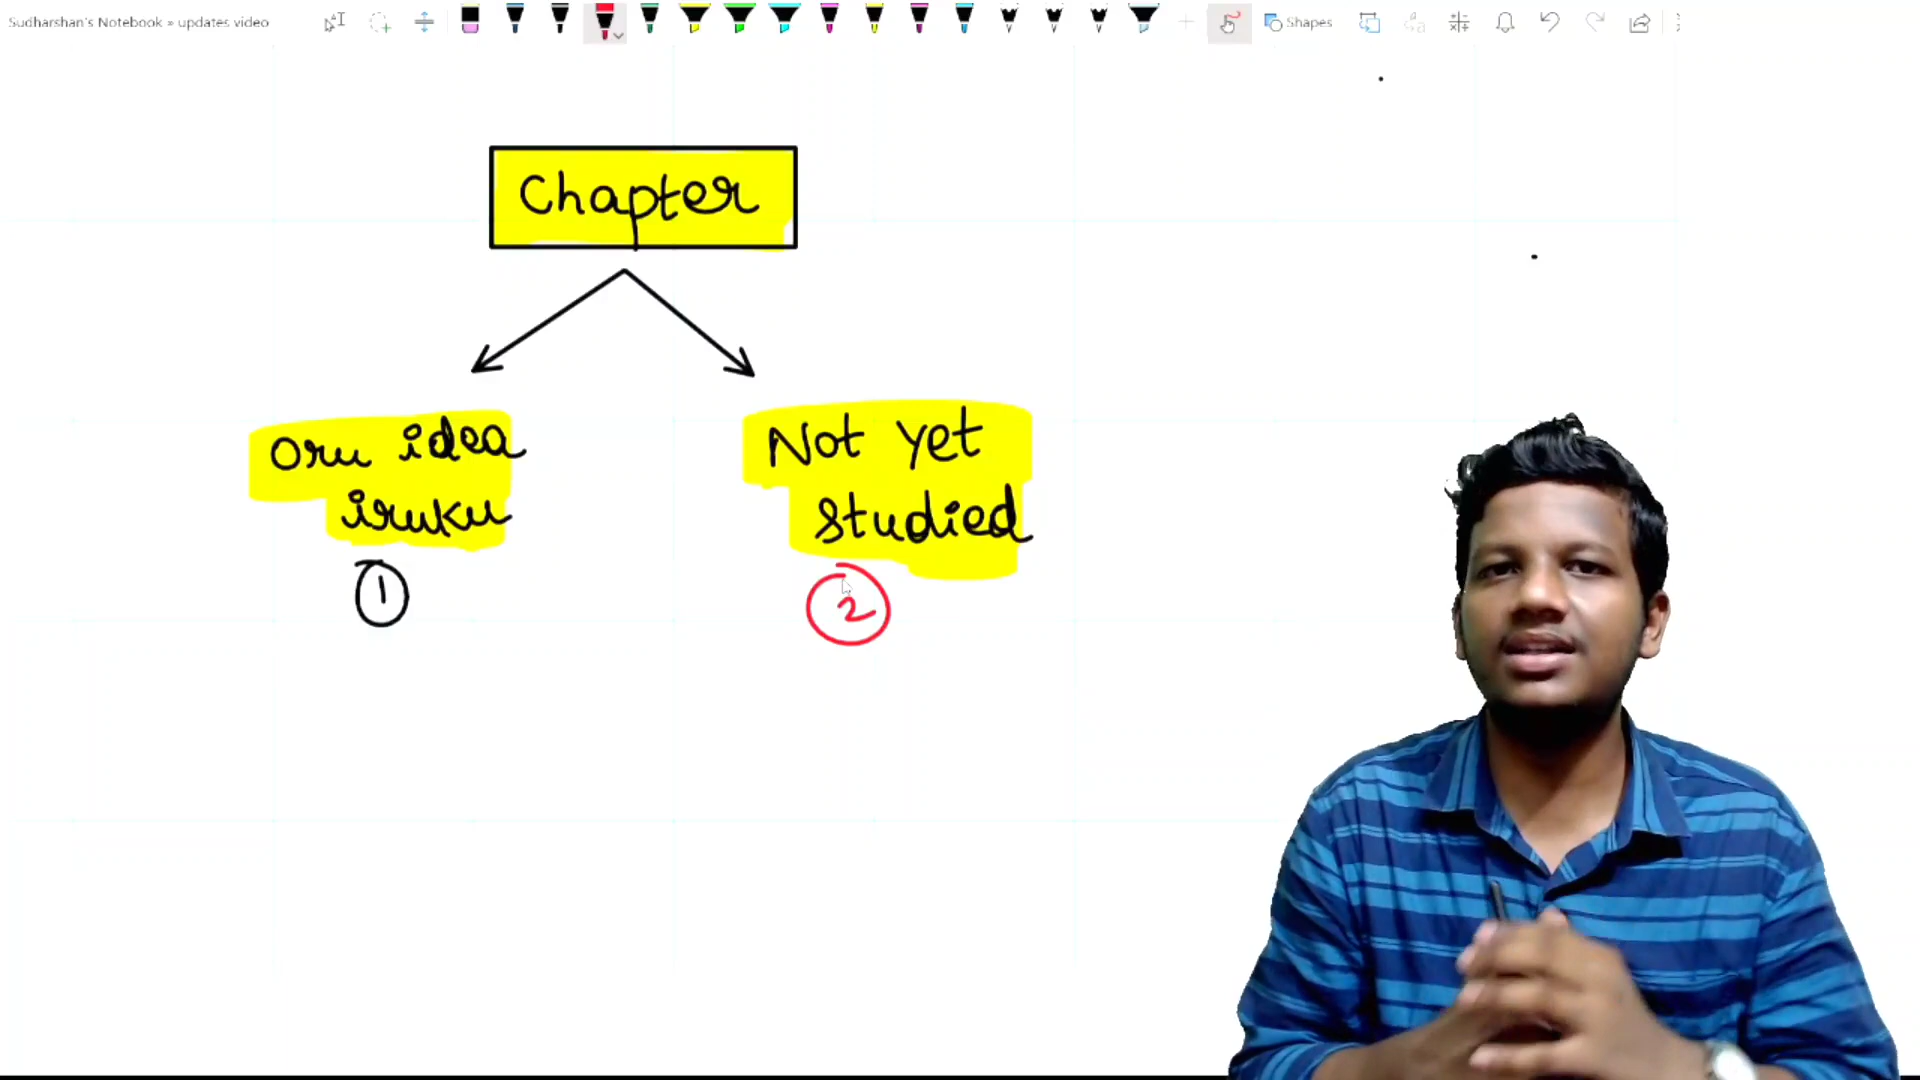 Sudharshan's Notebook » updates video
Shapes
Chapter
Oru idea
iruku
1
Not yet
studied
2